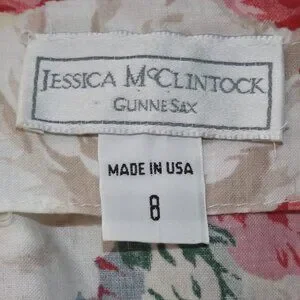 JESSICA McCLINTOCK
GUNNE SAX
MADE IN USA
8